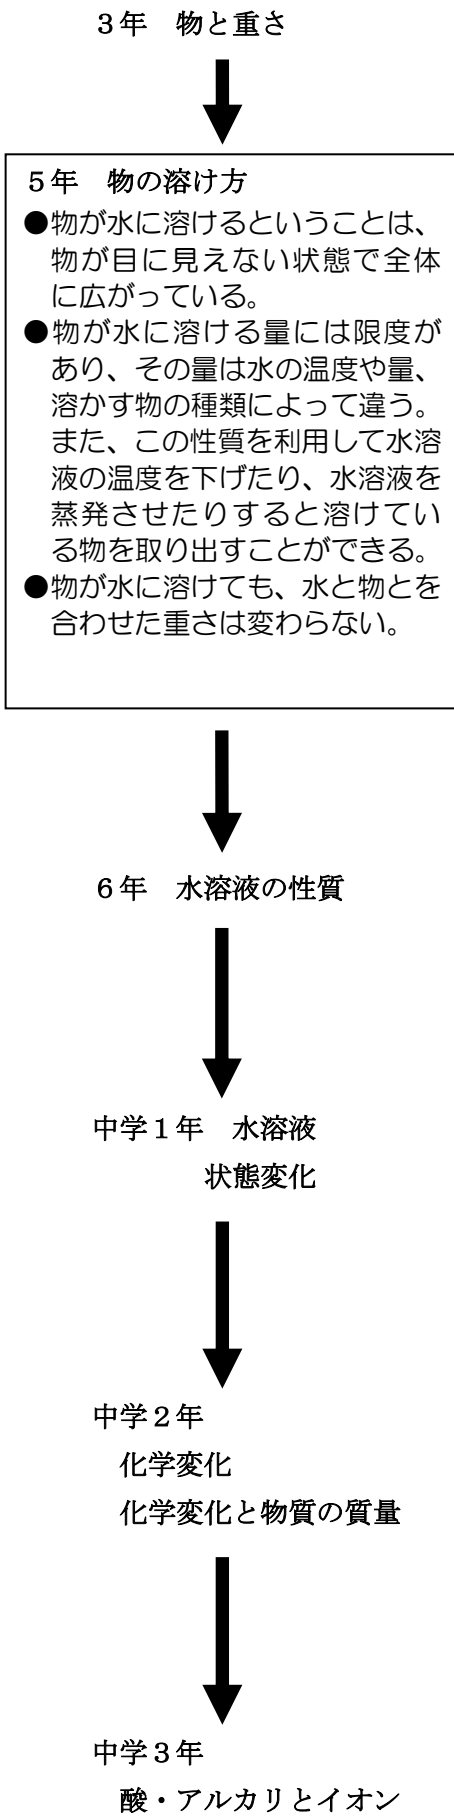 ３年　物と重さ
５年　物の溶け方
●物が水に溶けるということは、
物が目に見えない状態で全体
に広がっている。
●物が水に溶ける量には限度が
あり、その量は水の温度や量、
溶かす物の種類によって違う。
また、この性質を利用して水溶
液の温度を下げたり、水溶液を
蒸発させたりすると溶けてい
る物を取り出すことができる。
●物が水に溶けても、水と物とを
合わせた重さは変わらない。
６年　水溶液の性質
中学１年　水溶液
状態変化
中学２年
化学変化
化学変化と物質の質量
中学３年
酸・アルカリとイオン